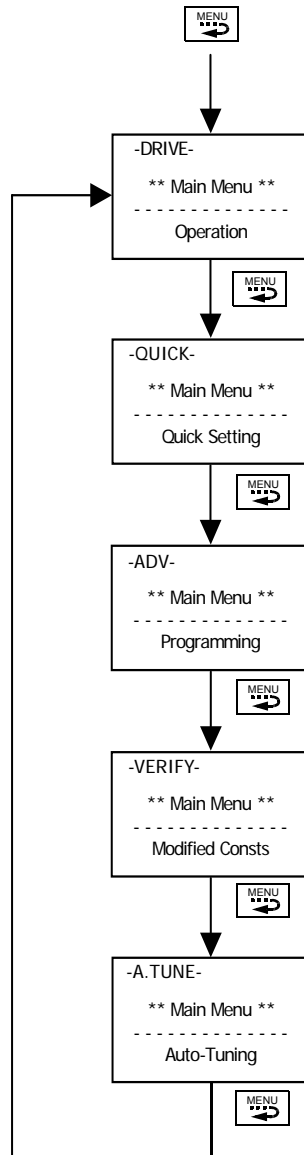 MENU
-DRIVE-
** Main Menu **
- - - - - - - - - - - - - -
Operation
MENU
-QUICK-
** Main Menu **
- - - - - - - - - - - - - -
Quick Setting
MENU
-ADV-
** Main Menu **
- - - - - - - - - - - - - -
Programming
MENU
-VERIFY-
** Main Menu **
- - - - - - - - - - - - - -
Modified Consts
MENU
-A.TUNE-
** Main Menu **
- - - - - - - - - - - - - -
Auto-Tuning
MENU